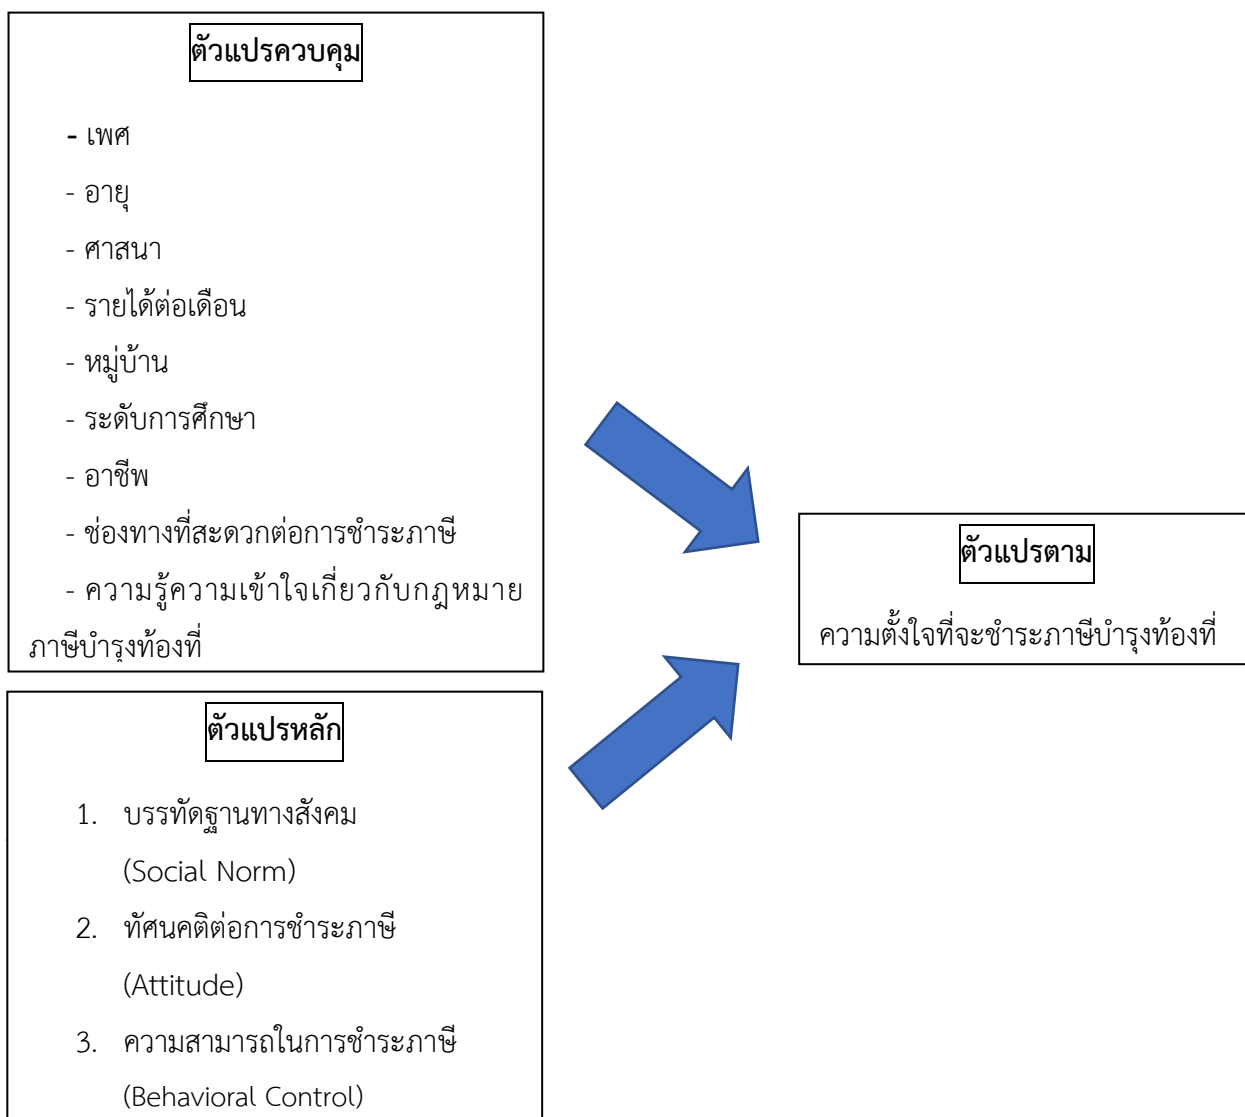 ตัวแปรควบคุม
- เพศ
- อายุ
- ศาสนา
- รายได้ต่อเดือน
- หมู่บ้าน
- ระดับการศึกษา
- อาชีพ
- ช่องทางที่สะดวกต่อการชำระภาษี
- ความรู้ความเข้าใจเกี่ยวกับกฎหมาย
ภาษีบำรุงท้องที่
ตัวแปรหลัก
1. บรรทัดฐานทางสังคม
(Social Norm)
2. ทัศนคติต่อการชำระภาษี
(Attitude)
3. ความสามารถในการชำระภาษี
(Behavioral Control)
ตัวแปรตาม
ความตั้งใจที่จะชำระภาษีบำรุงท้องที่